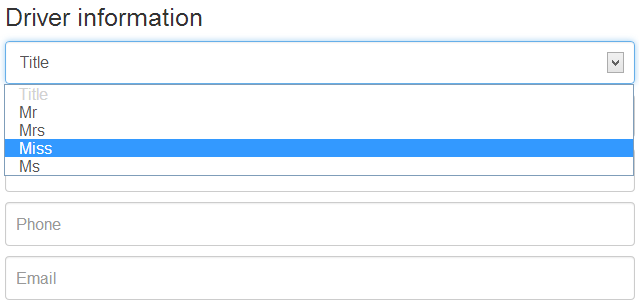 Driver information
Title
Title
Mr
Mrs
Miss
Ms
Phone
Email